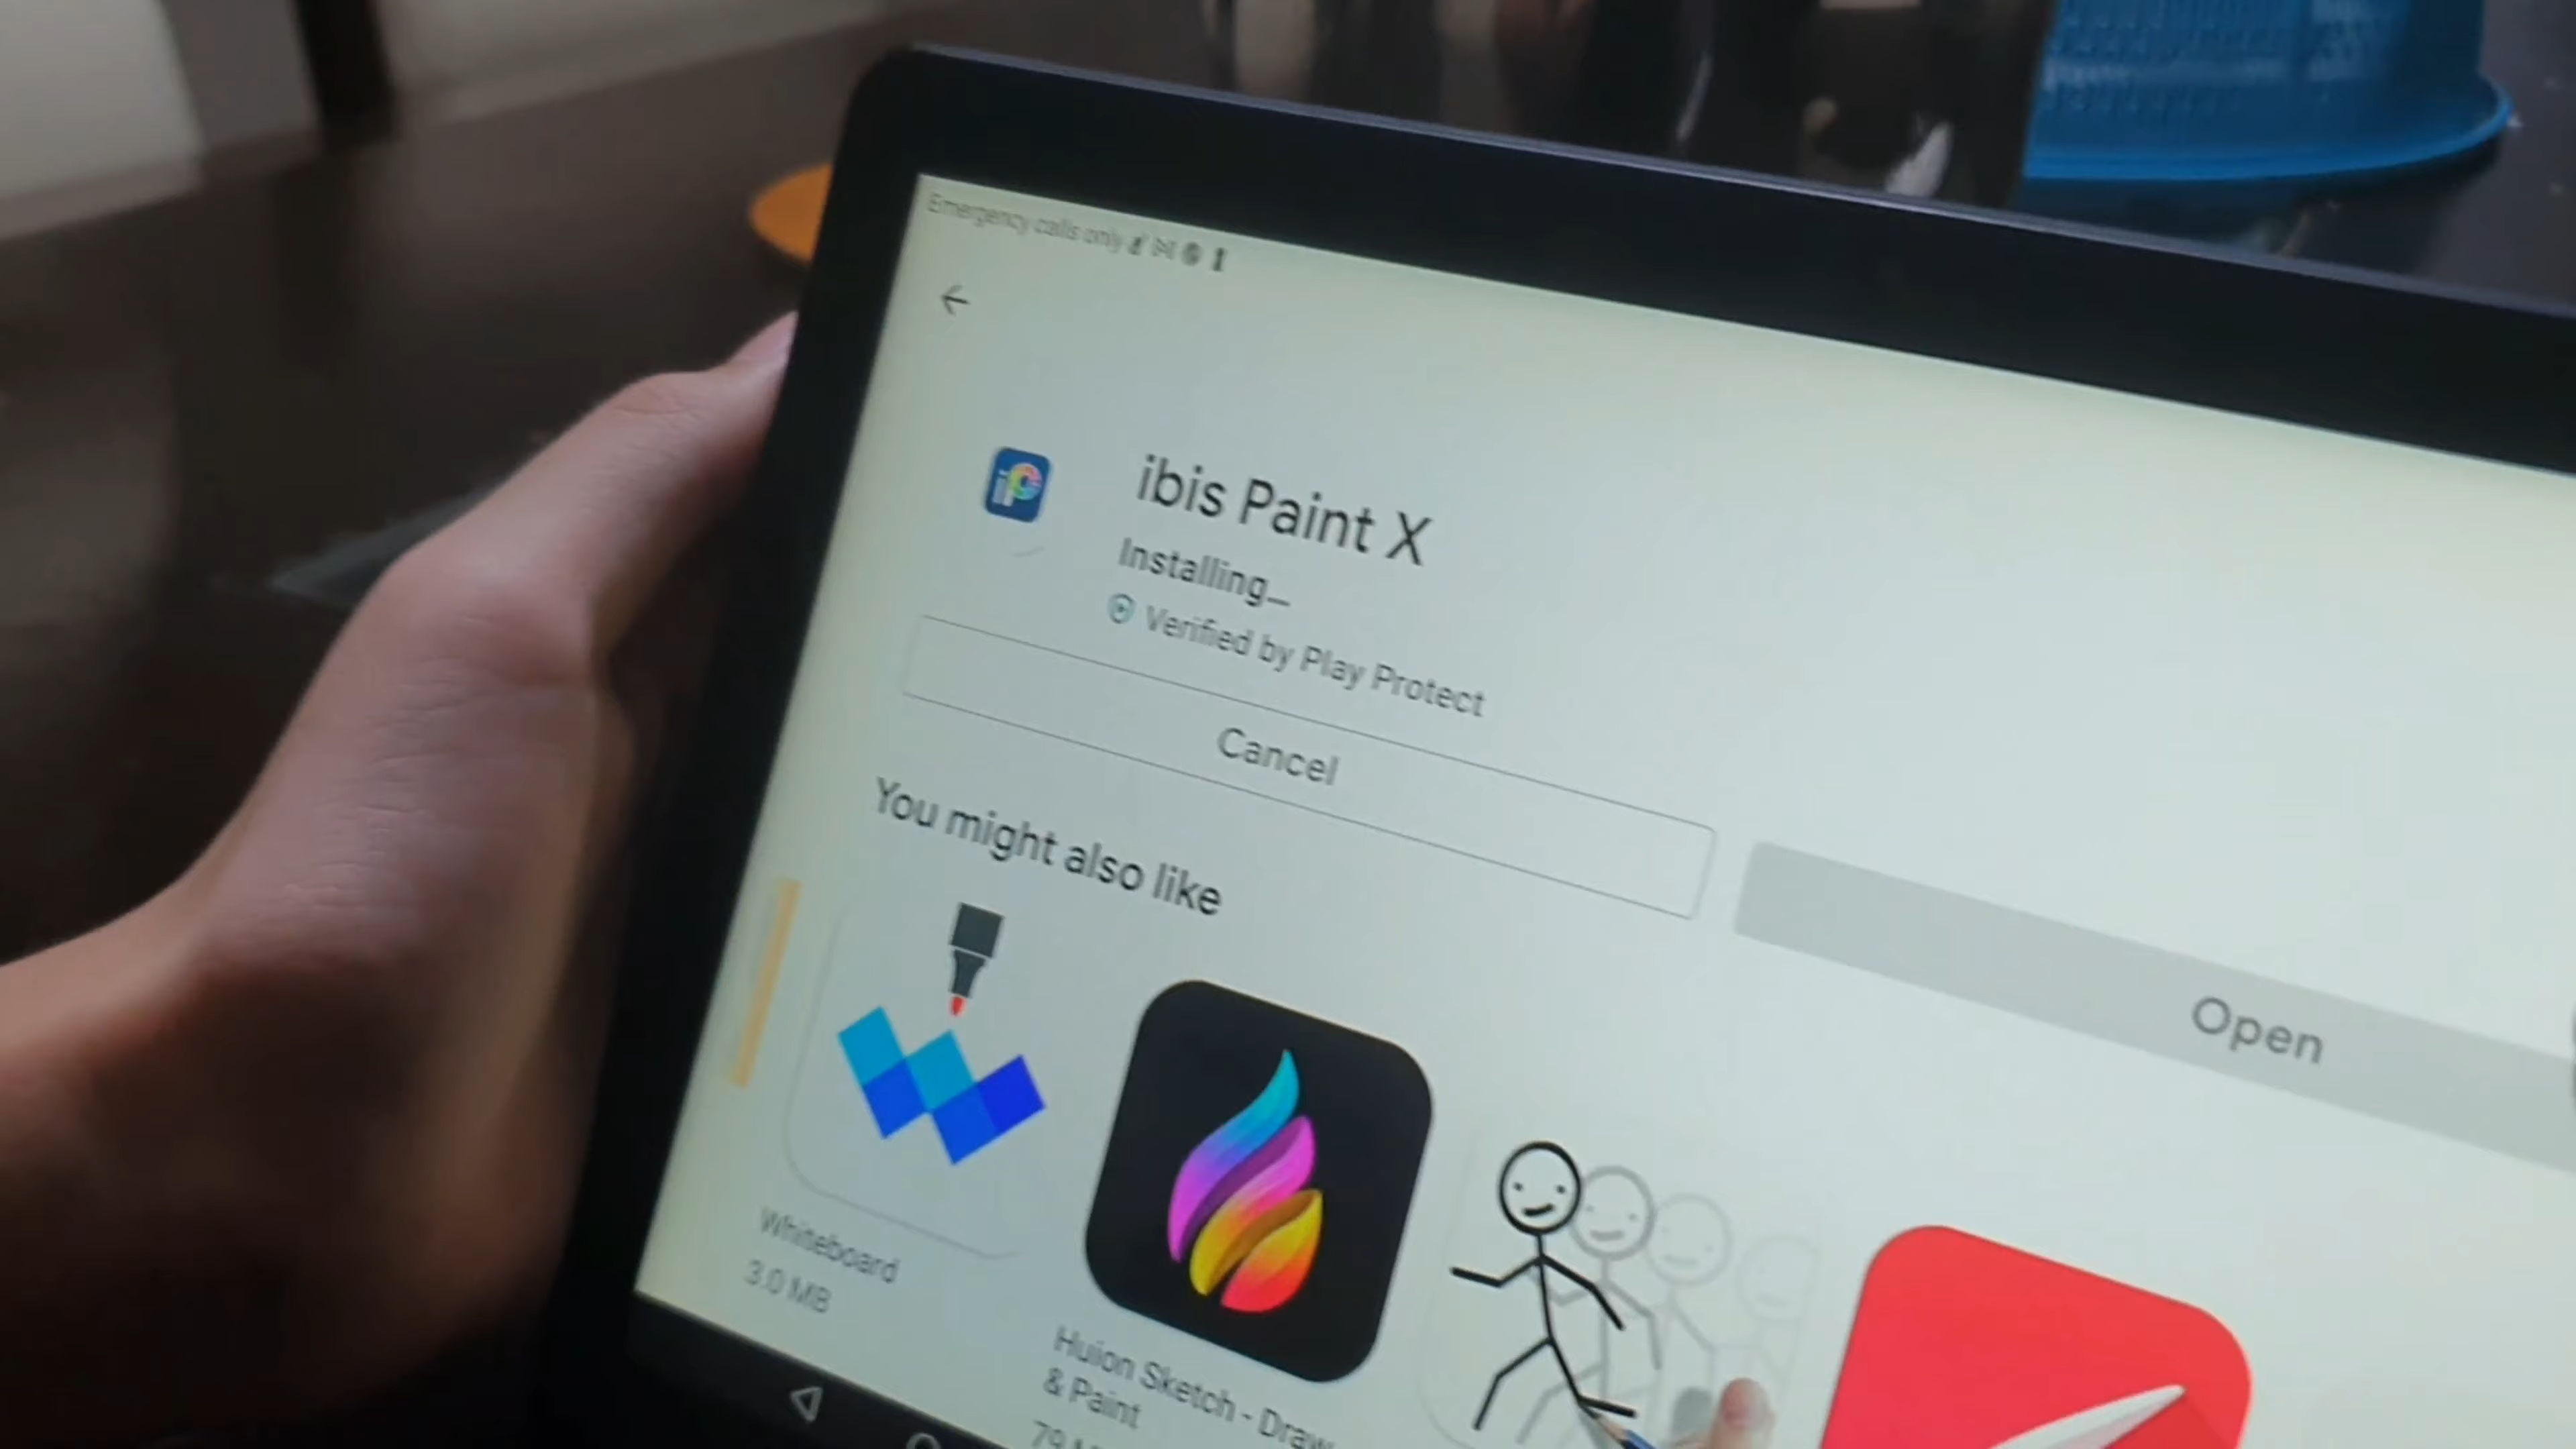 Emergency calls only
ibis Paint X
Installing...
Verified by Play Protect
Cancel
Open
You might also like
Whiteboard
3.0 MB
Huion Sketch - Draw
& Paint